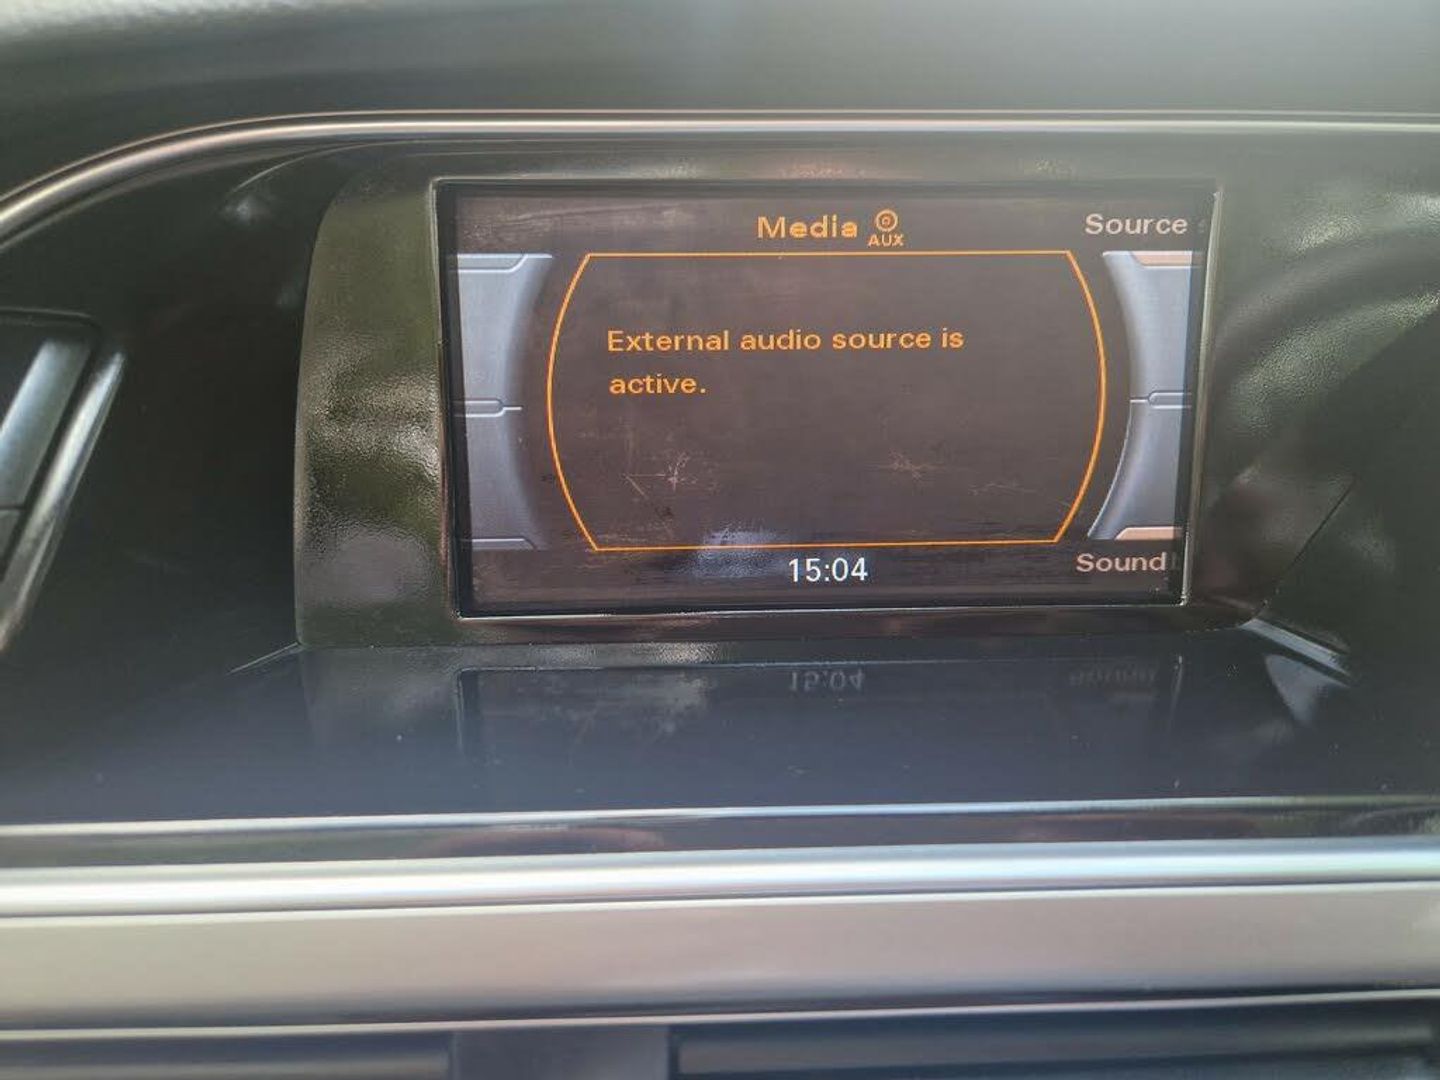 Media AUX
Source
External audio source is
active.
15:04
Sound